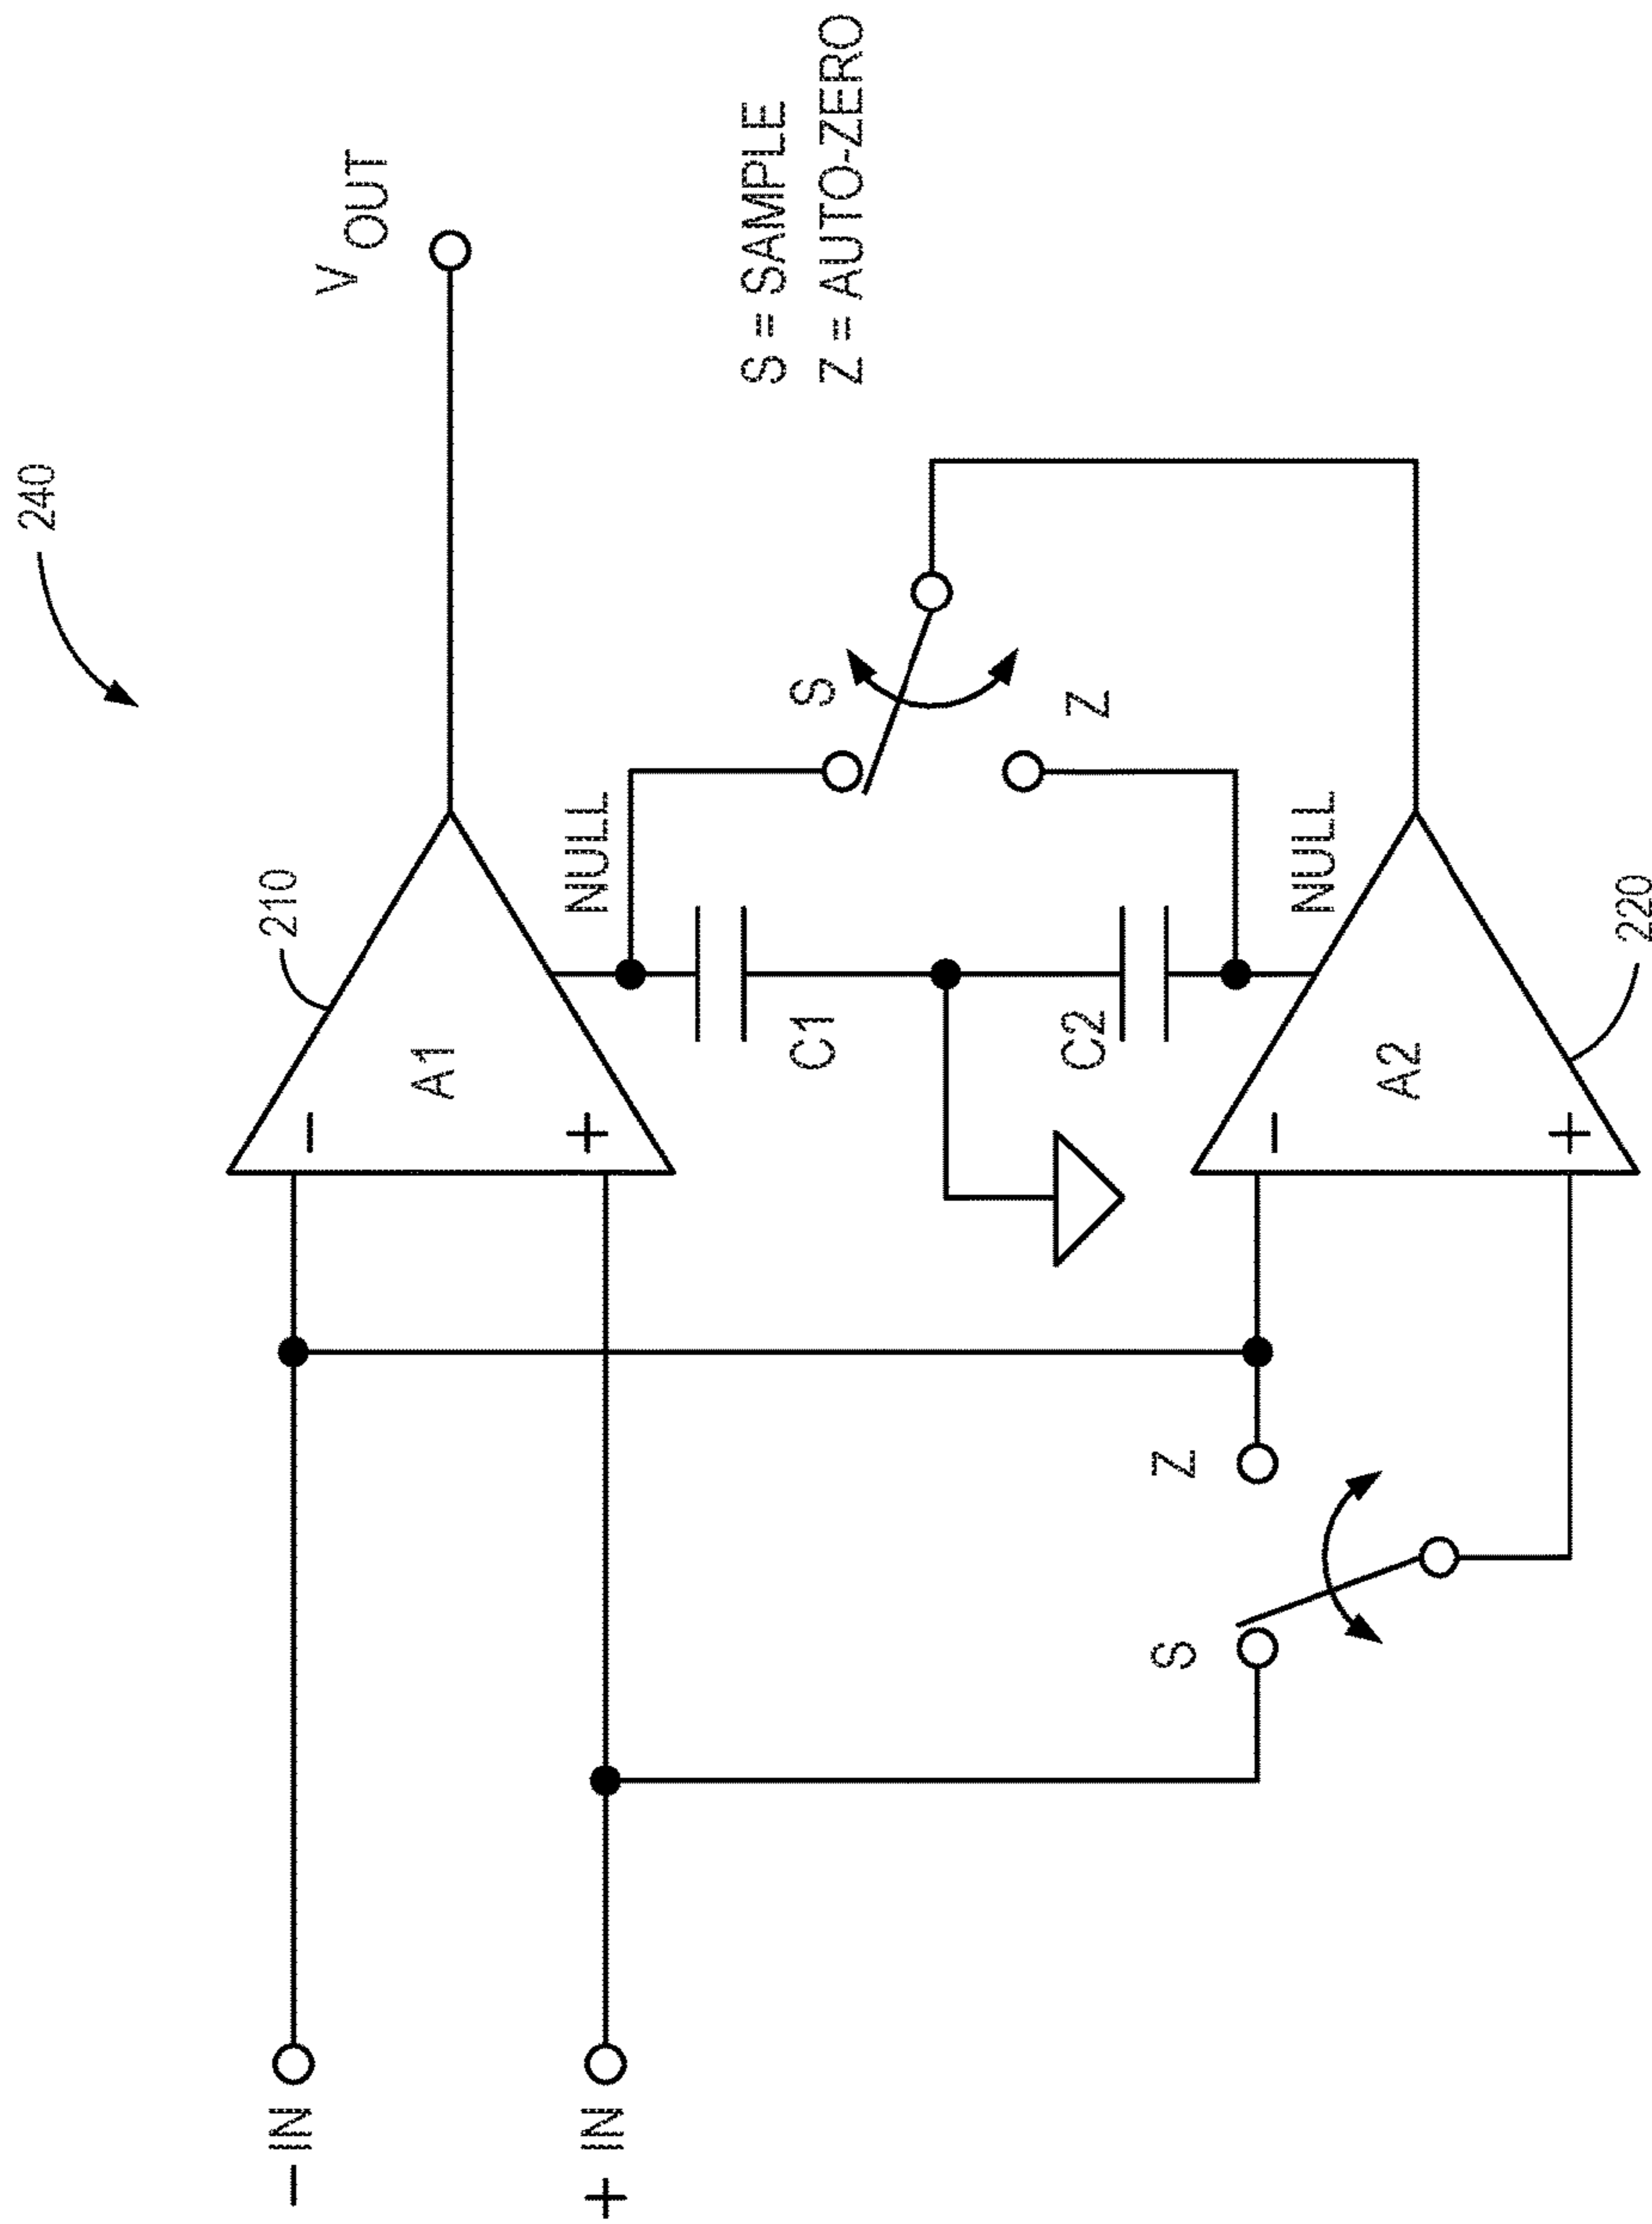 240
V OUT
210
A1
−
+
NULL
− IN
+ IN
C1
S
S = SAMPLE
Z = AUTO-ZERO
C2
Z
Z
S
NULL
A2
−
+
220